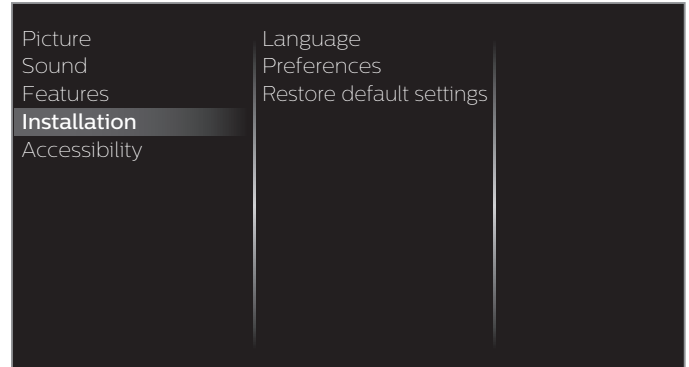 Picture
Sound
Features
Installation
Accessibility
Language
Preferences
Restore default settings